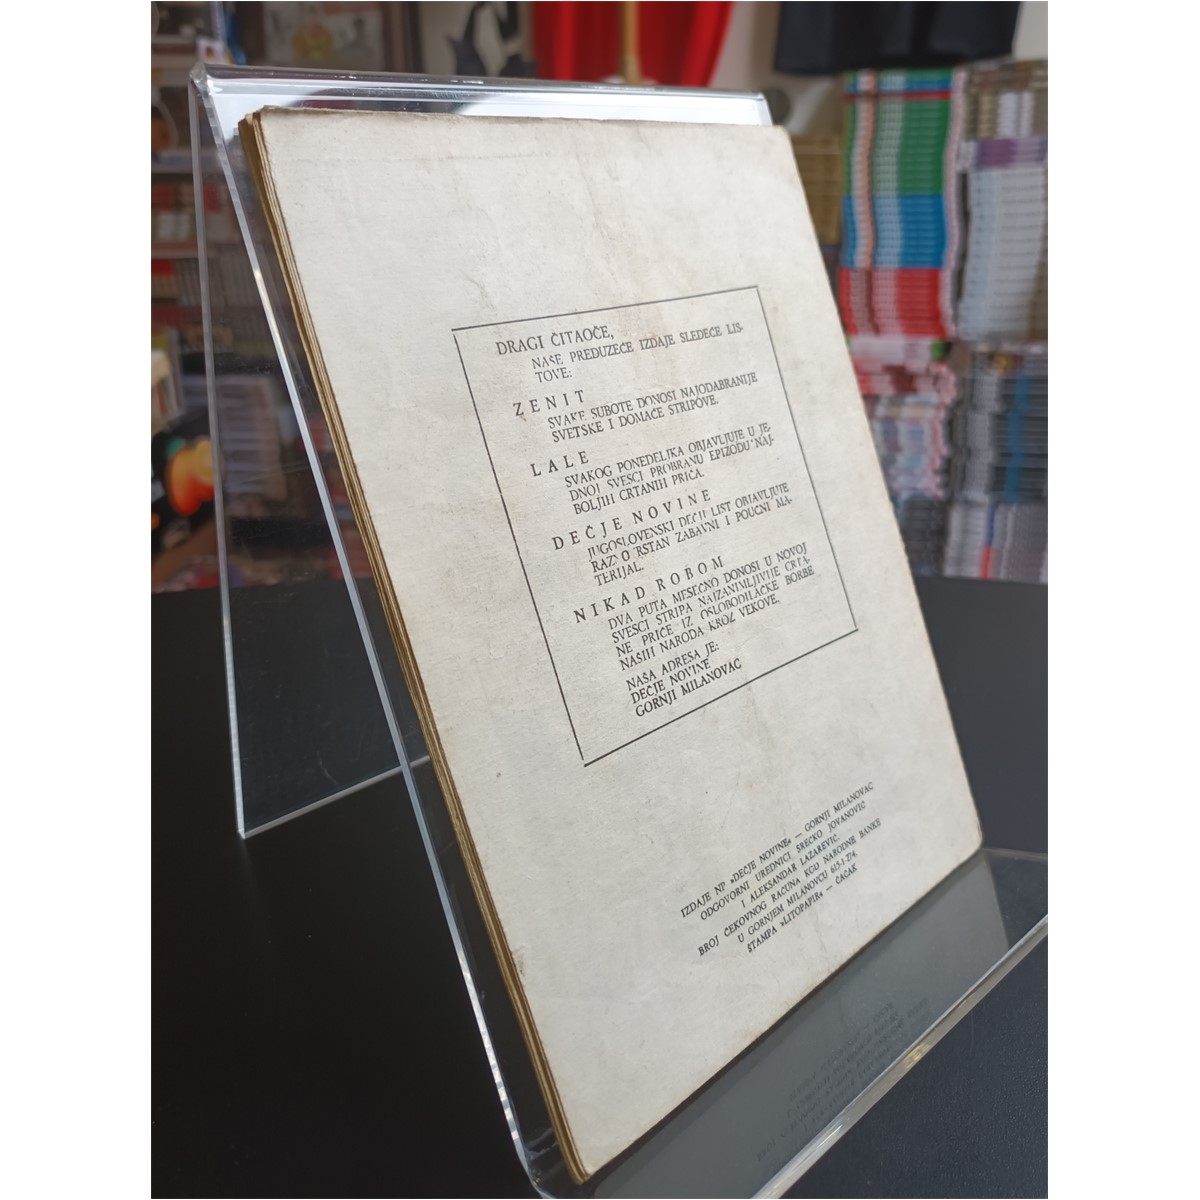 DRAGI ČITAOČE,
NAŠE PREDUZEĆE IZDAJE SLEDEĆE LIS-
TOVE:
ZENIT
SVAKE SUBOTE DONOSI NAJODABRANIJE
SVETSKE I DOMAĆE STRIPOVE.
LALE
SVAKOG PONEDELJKA OBJAVLJUJE U JE-
DNOJ SVESCI PROBRANU EPIZODU NAJ-
BOLJIH CRTANIH PRIČA.
DEČJE NOVINE
JUGOSLOVENSKI DEČJI LIST OBJAVLJUJE
RAZNOVRSTAN ZABAVNI I POUČNI MA-
TERIJAL.
NIKAD ROBOM
DVA PUTA MESEČNO DONOSI U NOVOJ
SVESCI STRIPA NAJZANIMLJIVIJE CRTA-
NE PRIČE IZ OSLOBODILAČKE BORBE
NAŠIH NARODA KROZ VEKOVE.
NAŠA ADRESA JE:
DEČJE NOVINE
GORNJI MILANOVAC
IZDAJE NP »DEČJE NOVINE« — GORNJI MILANOVAC
ODGOVORNI UREDNICI SREĆKO JOVANOVIĆ
I ALEKSANDAR LAZAREVIĆ.
BROJ ČEKOVNOG RAČUNA KOD NARODNE BANKE
U GORNJEM MILANOVCU 615-1-274.
ŠTAMPA »LITOPAPIR« — ČAČAK